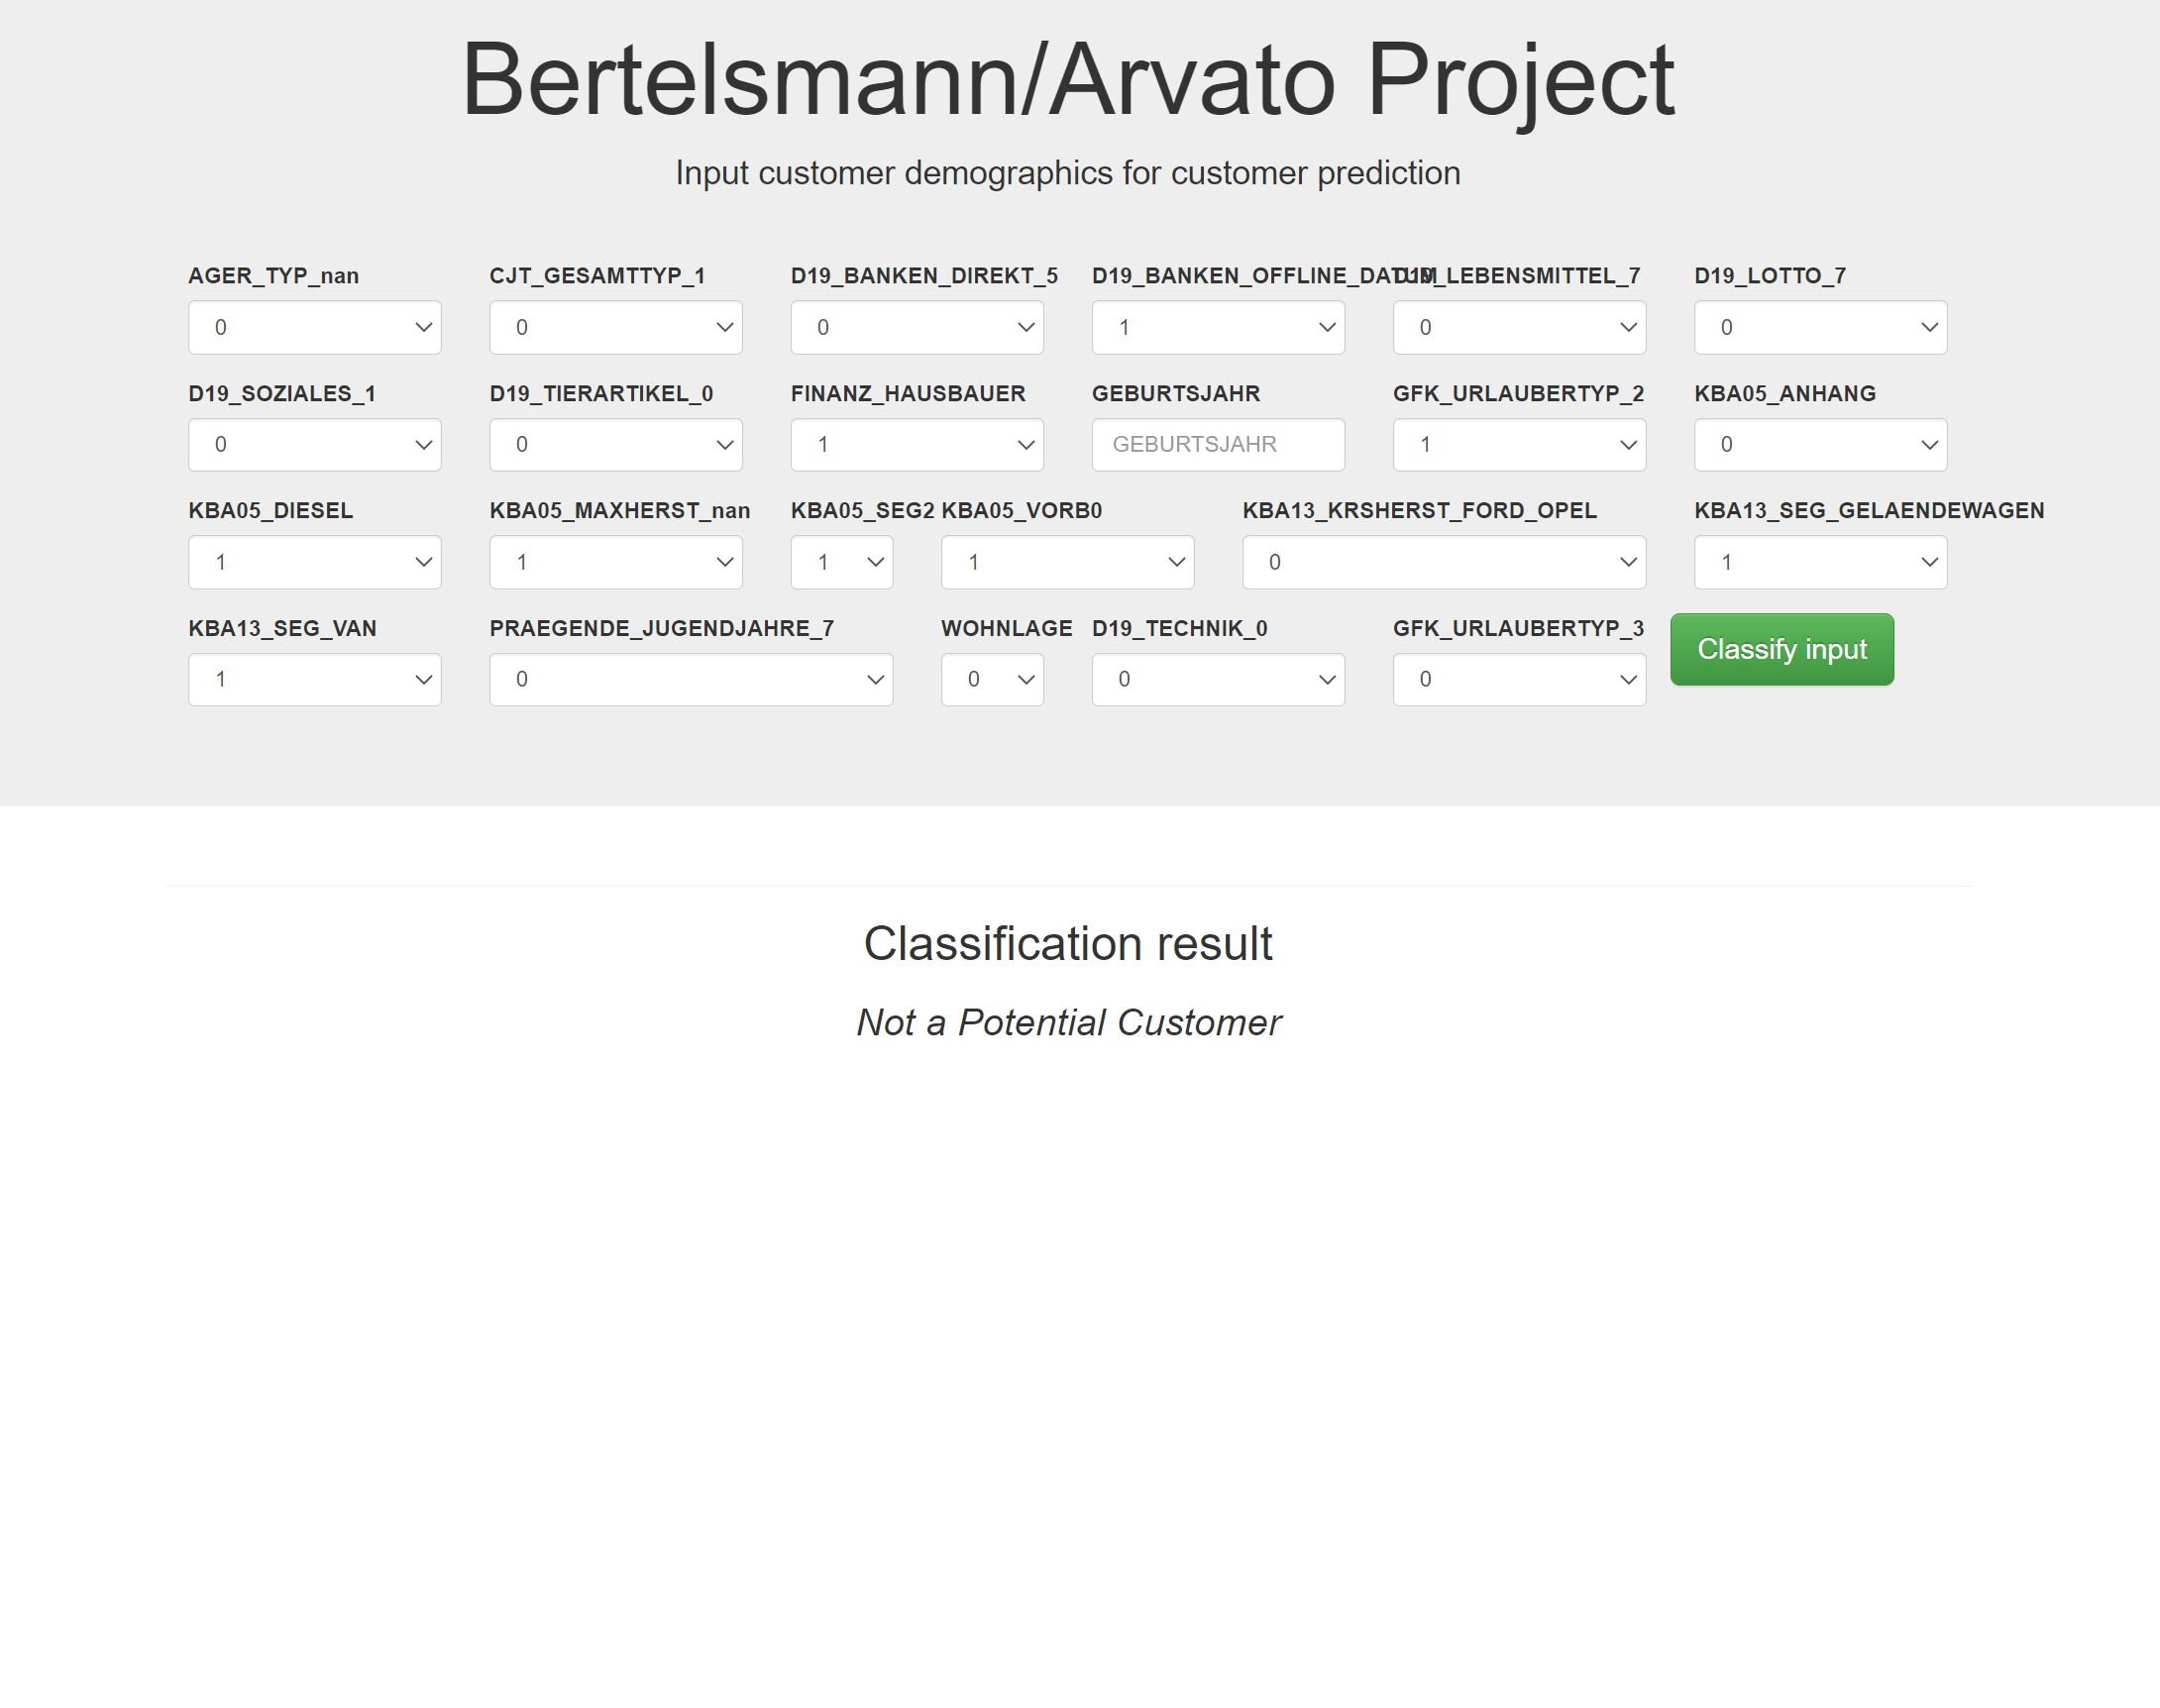 Bertelsmann/Arvato Project
Input customer demographics for customer prediction
AGER_TYP_nan CJT_GESAMTTYP_1 D19_BANKEN_DIREKT_5 D19_BANKEN_OFFLINE_DATUM D19_LEBENSMITTEL_7 D19_LOTTO_7
0 0 0 1 0 0
D19_SOZIALES_1 D19_TIERARTIKEL_0 FINANZ_HAUSBAUER GEBURTSJAHR GFK_URLAUBERTYP_2 KBA05_ANHANG
0 0 1 GEBURTSJAHR 1 0
KBA05_DIESEL KBA05_MAXHERST_nan KBA05_SEG2 KBA05_VORB0 KBA13_KRSHERST_FORD_OPEL KBA13_SEG_GELAENDEWAGEN
1 1 1 1 0 1
KBA13_SEG_VAN PRAEGENDE_JUGENDJAHRE_7 WOHNLAGE D19_TECHNIK_0 GFK_URLAUBERTYP_3 Classify input
1 0 0 0 0
Classification result
Not a Potential Customer